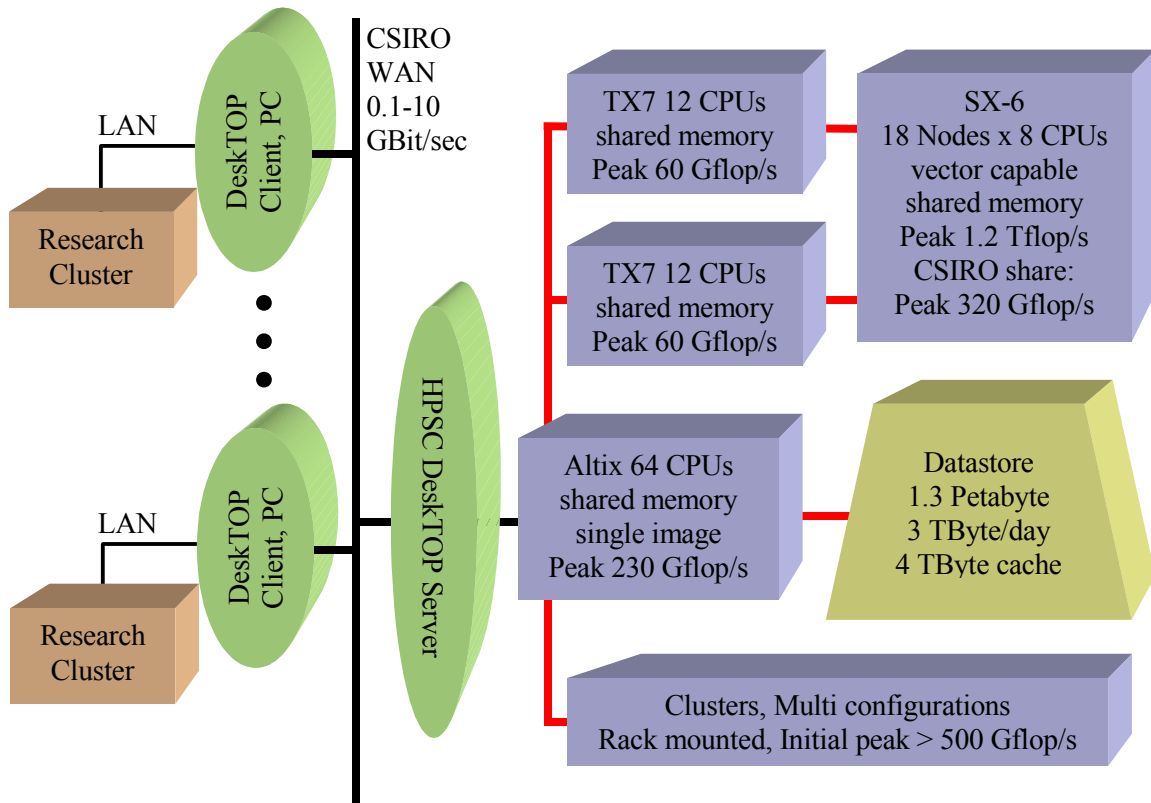 CSIRO
WAN
0.1-10
GBit/sec
LAN
DeskTOP
Client, PC
Research
Cluster
TX7 12 CPUs
shared memory
Peak 60 Gflop/s
SX-6
18 Nodes x 8 CPUs
vector capable
shared memory
Peak 1.2 Tflop/s
CSIRO share:
Peak 320 Gflop/s
TX7 12 CPUs
shared memory
Peak 60 Gflop/s
HPSC DeskTOP Server
LAN
DeskTOP
Client, PC
Research
Cluster
Altix 64 CPUs
shared memory
single image
Peak 230 Gflop/s
Datastore
1.3 Petabyte
3 TByte/day
4 TByte cache
Clusters, Multi configurations
Rack mounted, Initial peak > 500 Gflop/s